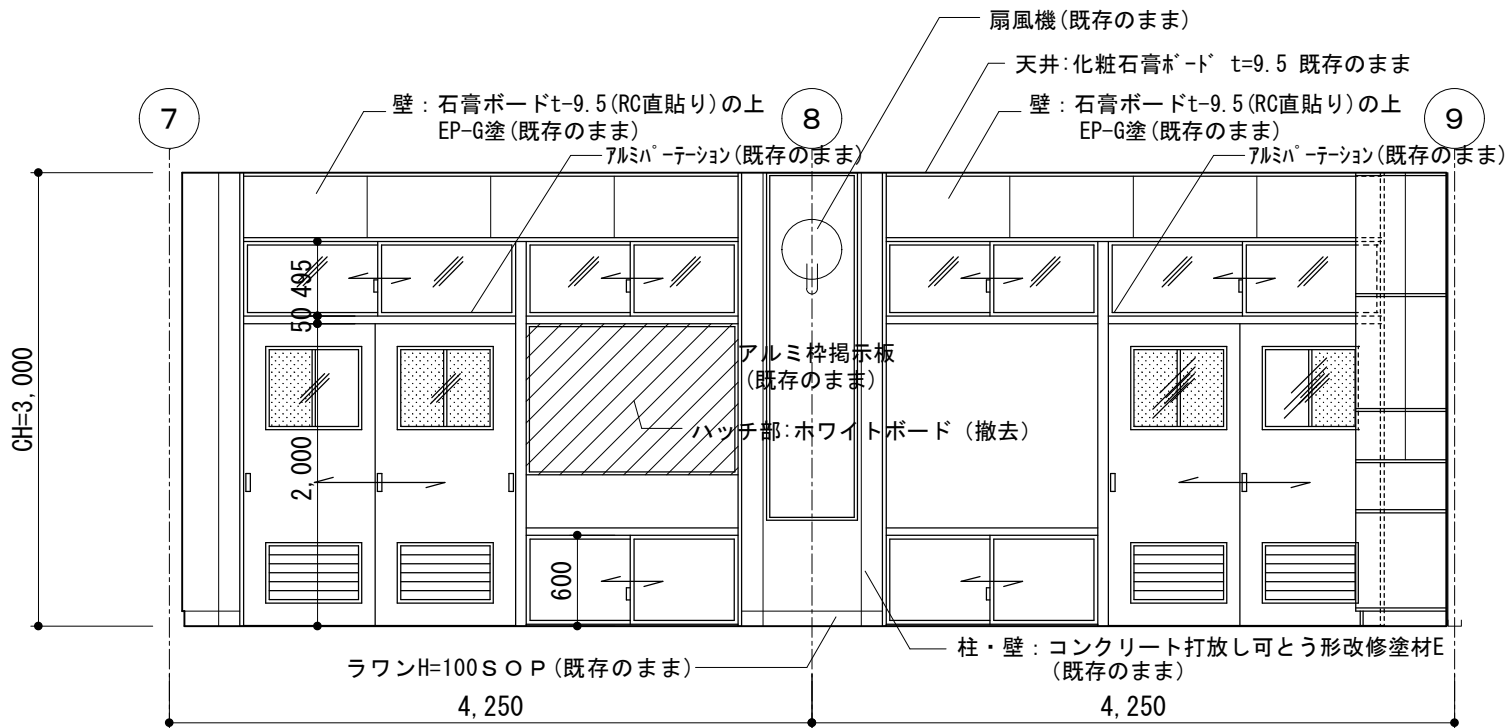 扇風機(既存のまま)
天井:化粧石膏ﾎﾞｰﾄﾞ t=9.5 既存のまま
7
壁：石膏ボードt-9.5(RC直貼り)の上
EP-G塗(既存のまま)
8
壁：石膏ボードt-9.5(RC直貼り)の上
EP-G塗(既存のまま)
9
ｱﾙﾐﾊﾟｰﾃｰｼｮﾝ(既存のまま)
ｱﾙﾐﾊﾟｰﾃｰｼｮﾝ(既存のまま)
495
50
CH=3,000
アルミ枠掲示板
(既存のまま)
ハッチ部:ホワイトボード（撤去）
2,000
600
ラワンH=100ＳＯＰ(既存のまま)
柱・壁：コンクリート打放し可とう形改修塗材E
(既存のまま)
4,250
4,250